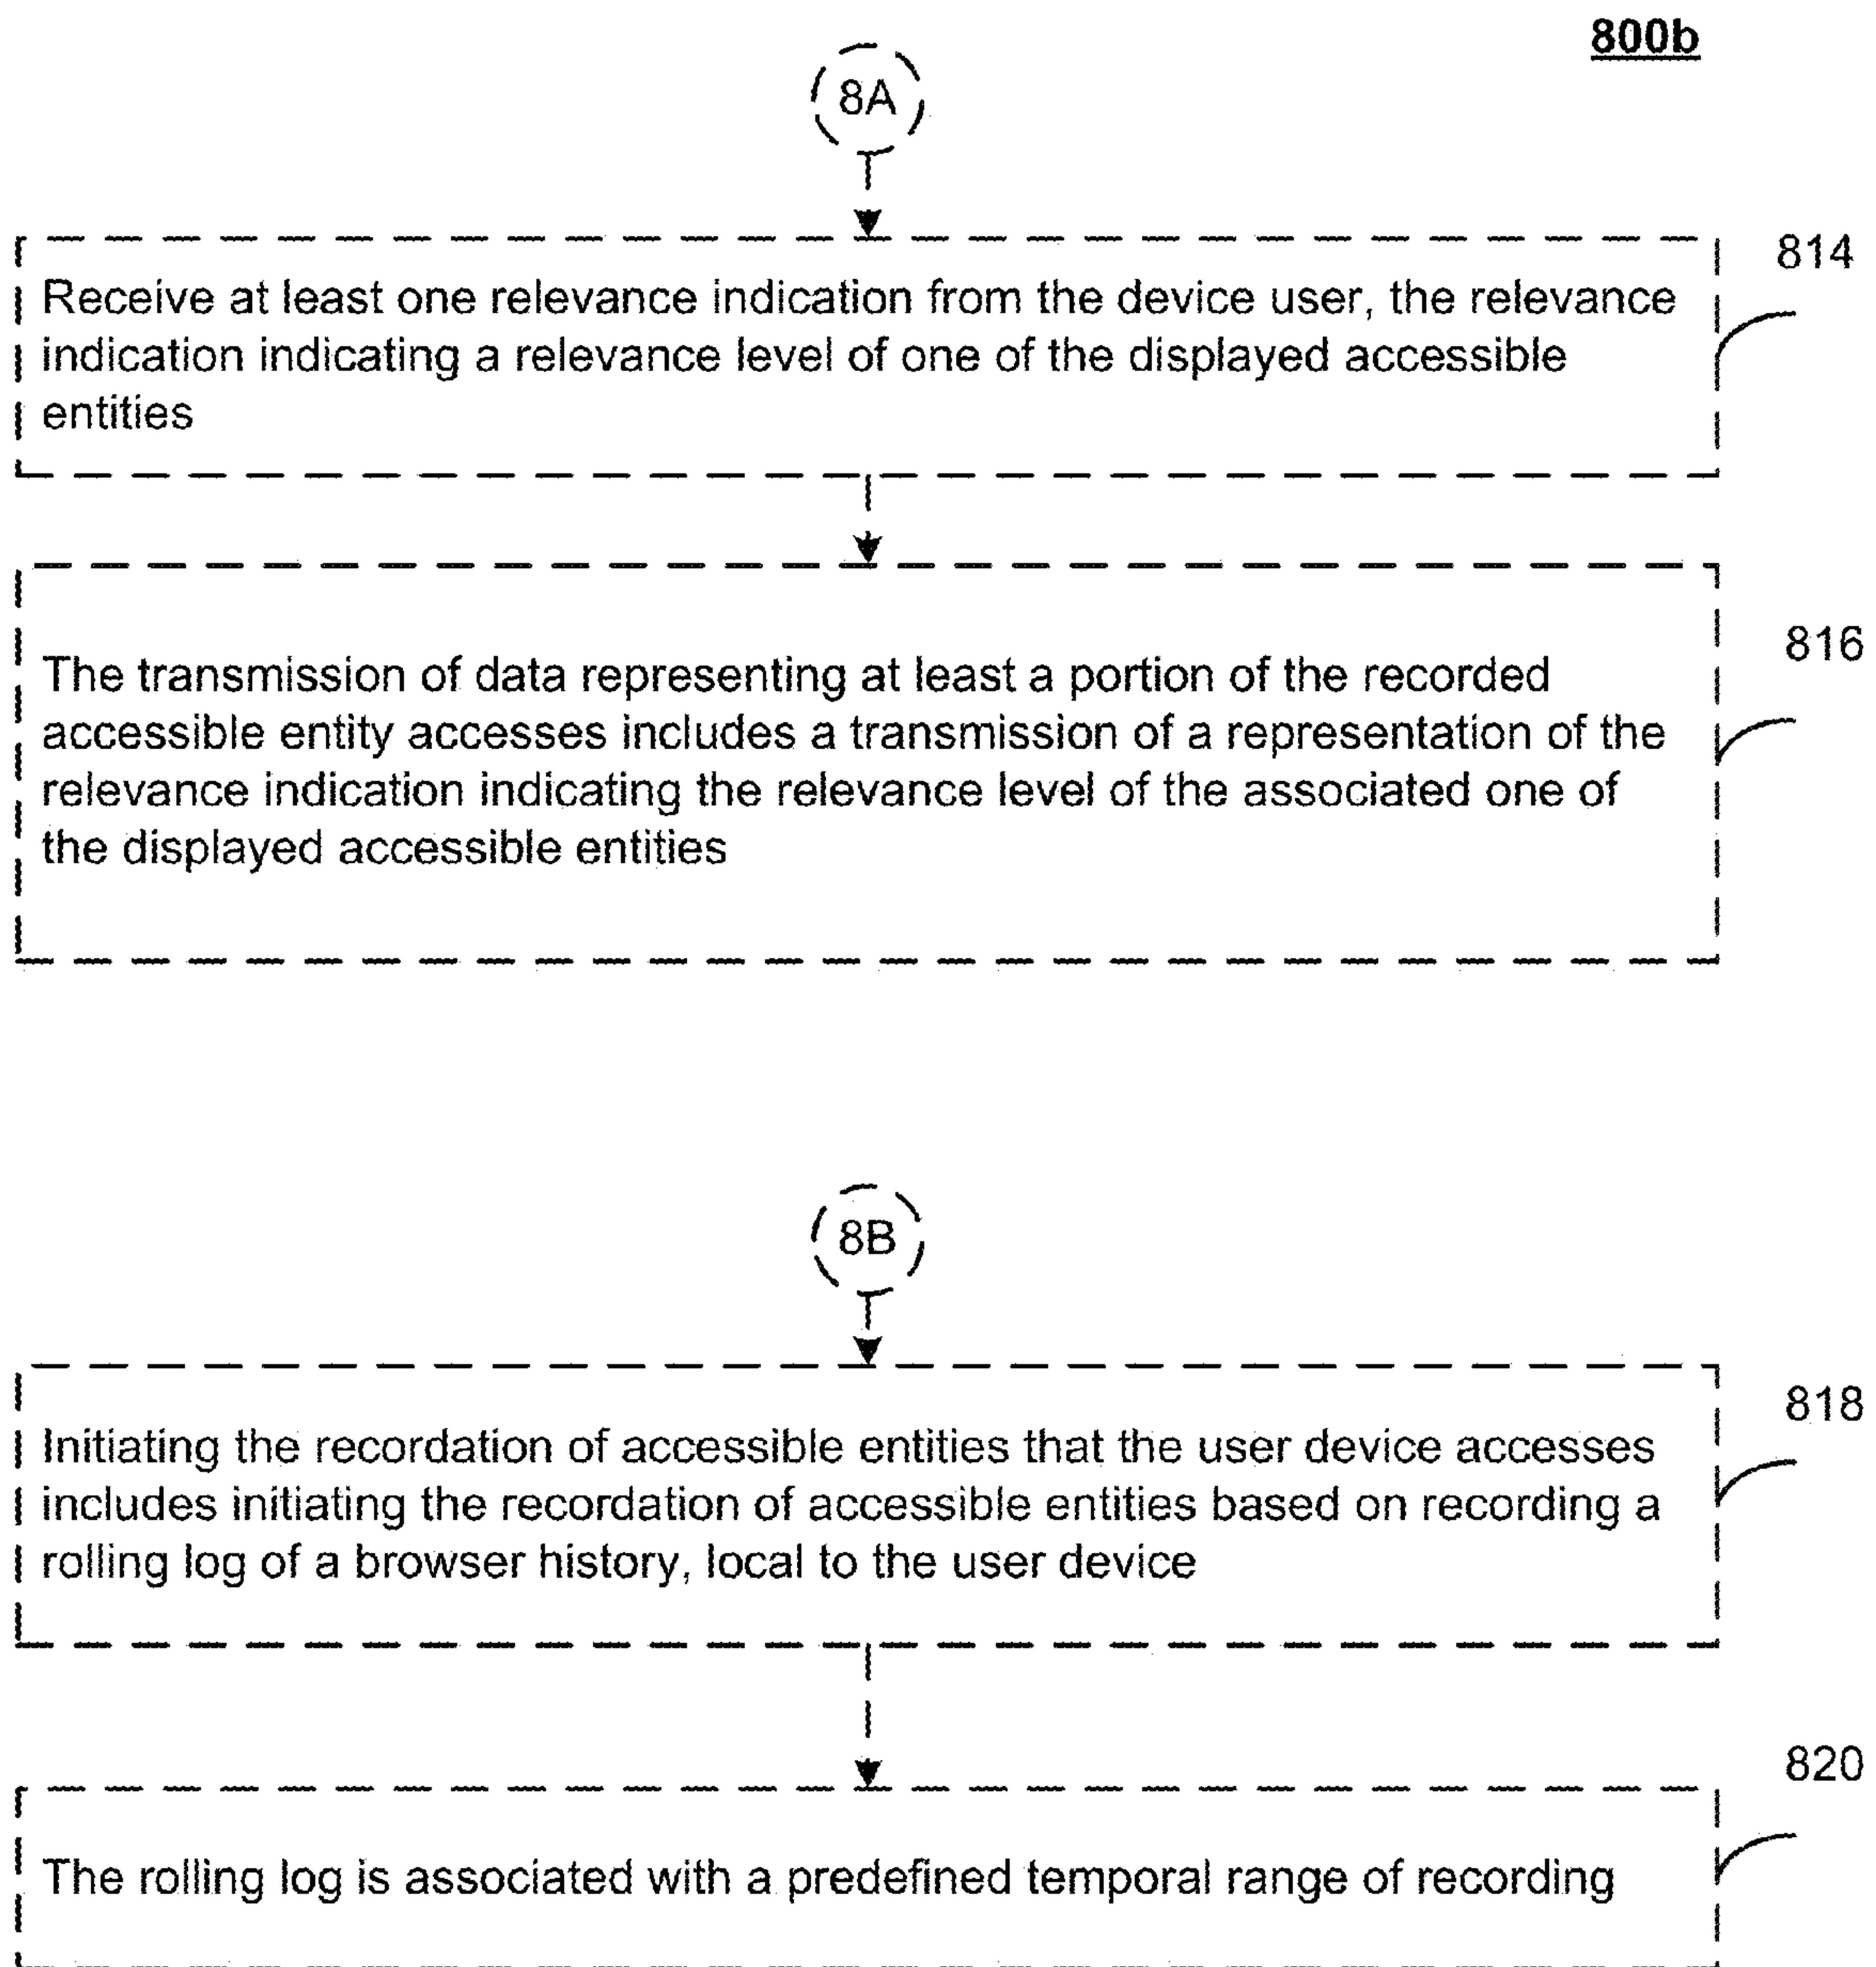 800b
8A
814
Receive at least one relevance indication from the device user, the relevance
indication indicating a relevance level of one of the displayed accessible
entities
816
The transmission of data representing at least a portion of the recorded
accessible entity accesses includes a transmission of a representation of the
relevance indication indicating the relevance level of the associated one of
the displayed accessible entities
8B
818
Initiating the recordation of accessible entities that the user device accesses
includes initiating the recordation of accessible entities based on recording a
rolling log of a browser history, local to the user device
820
The rolling log is associated with a predefined temporal range of recording